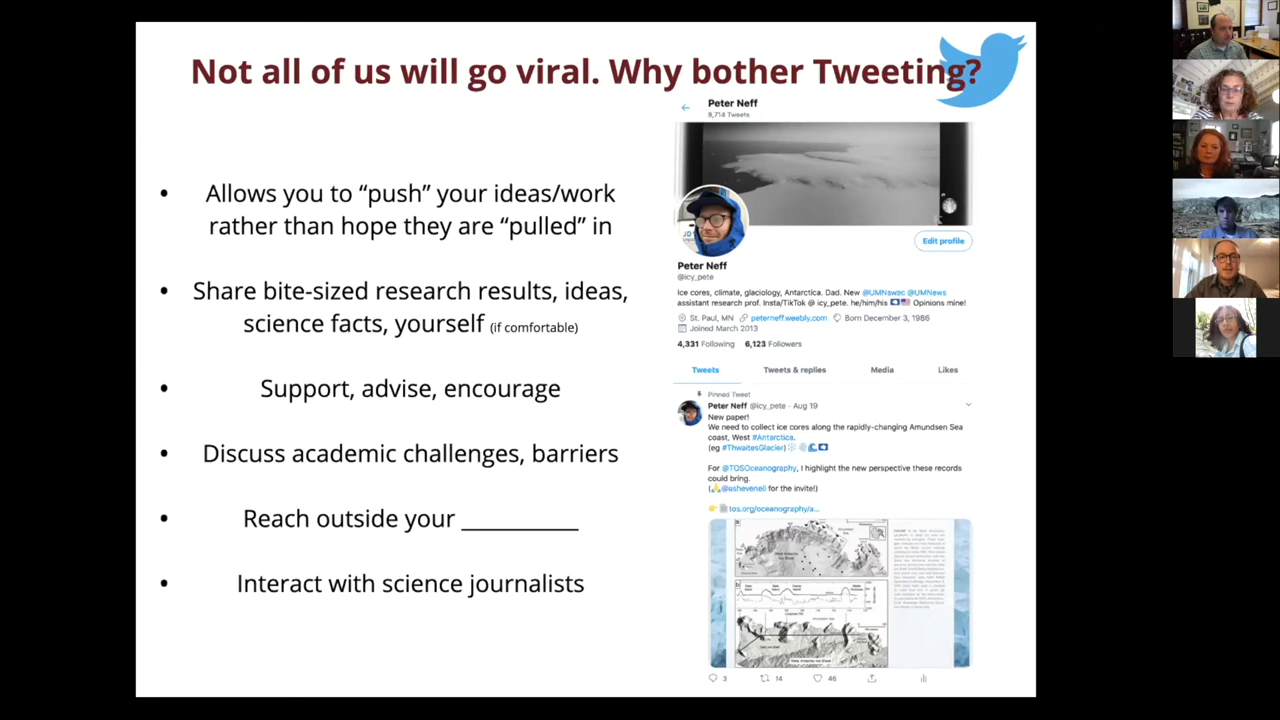 Not all of us will go viral. Why bother Tweeting?
• Allows you to “push” your ideas/work
rather than hope they are “pulled” in
• Share bite-sized research results, ideas,
science facts, yourself (if comfortable)
• Support, advise, encourage
• Discuss academic challenges, barriers
• Reach outside your __________
• Interact with science journalists
Peter Neff
8,714 Tweets
Edit profile
Peter Neff
@icy_pete
Ice cores, climate, glaciology, Antarctica. Dad. New @UMNswac @UMNews
assistant research prof. Insta/TikTok @ icy_pete. he/him/his Opinions mine!
St. Paul, MN peterneff.weebly.com Born December 3, 1986
Joined March 2013
4,331 Following 6,123 Followers
Tweets Tweets & replies Media Likes
Pinned Tweet
Peter Neff @icy_pete · Aug 19
New paper!
We need to collect ice cores along the rapidly-changing Amundsen Sea
coast, West #Antarctica.
(eg #ThwaitesGlacier)
For @TOSOceanography, I highlight the new perspective these records
could bring.
(@usheveneil for the invite!)
tos.org/oceanography/a...
3 14 46